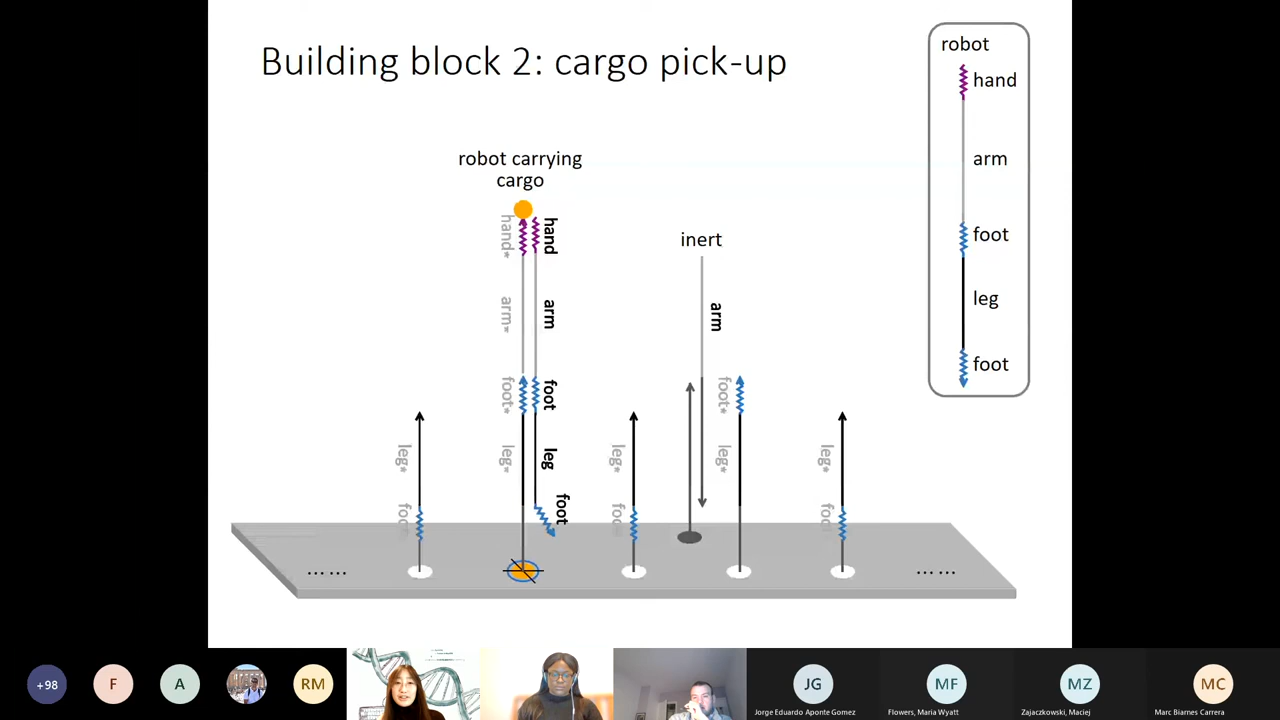 Building block 2: cargo pick-up
robot
hand
arm
foot
leg
foot
robot carrying
cargo
hand*
hand
arm*
arm
foot*
foot
leg*
leg
foot
inert
arm
foot*
leg*
leg*
leg*
leg*
......
......
+98
F
A
RM
JG
Jorge Eduardo Aponte Gomez
MF
Flowers, Maria Wyatt
MZ
Zajaczkowski, Maciej
MC
Marc Biarnes Carrera